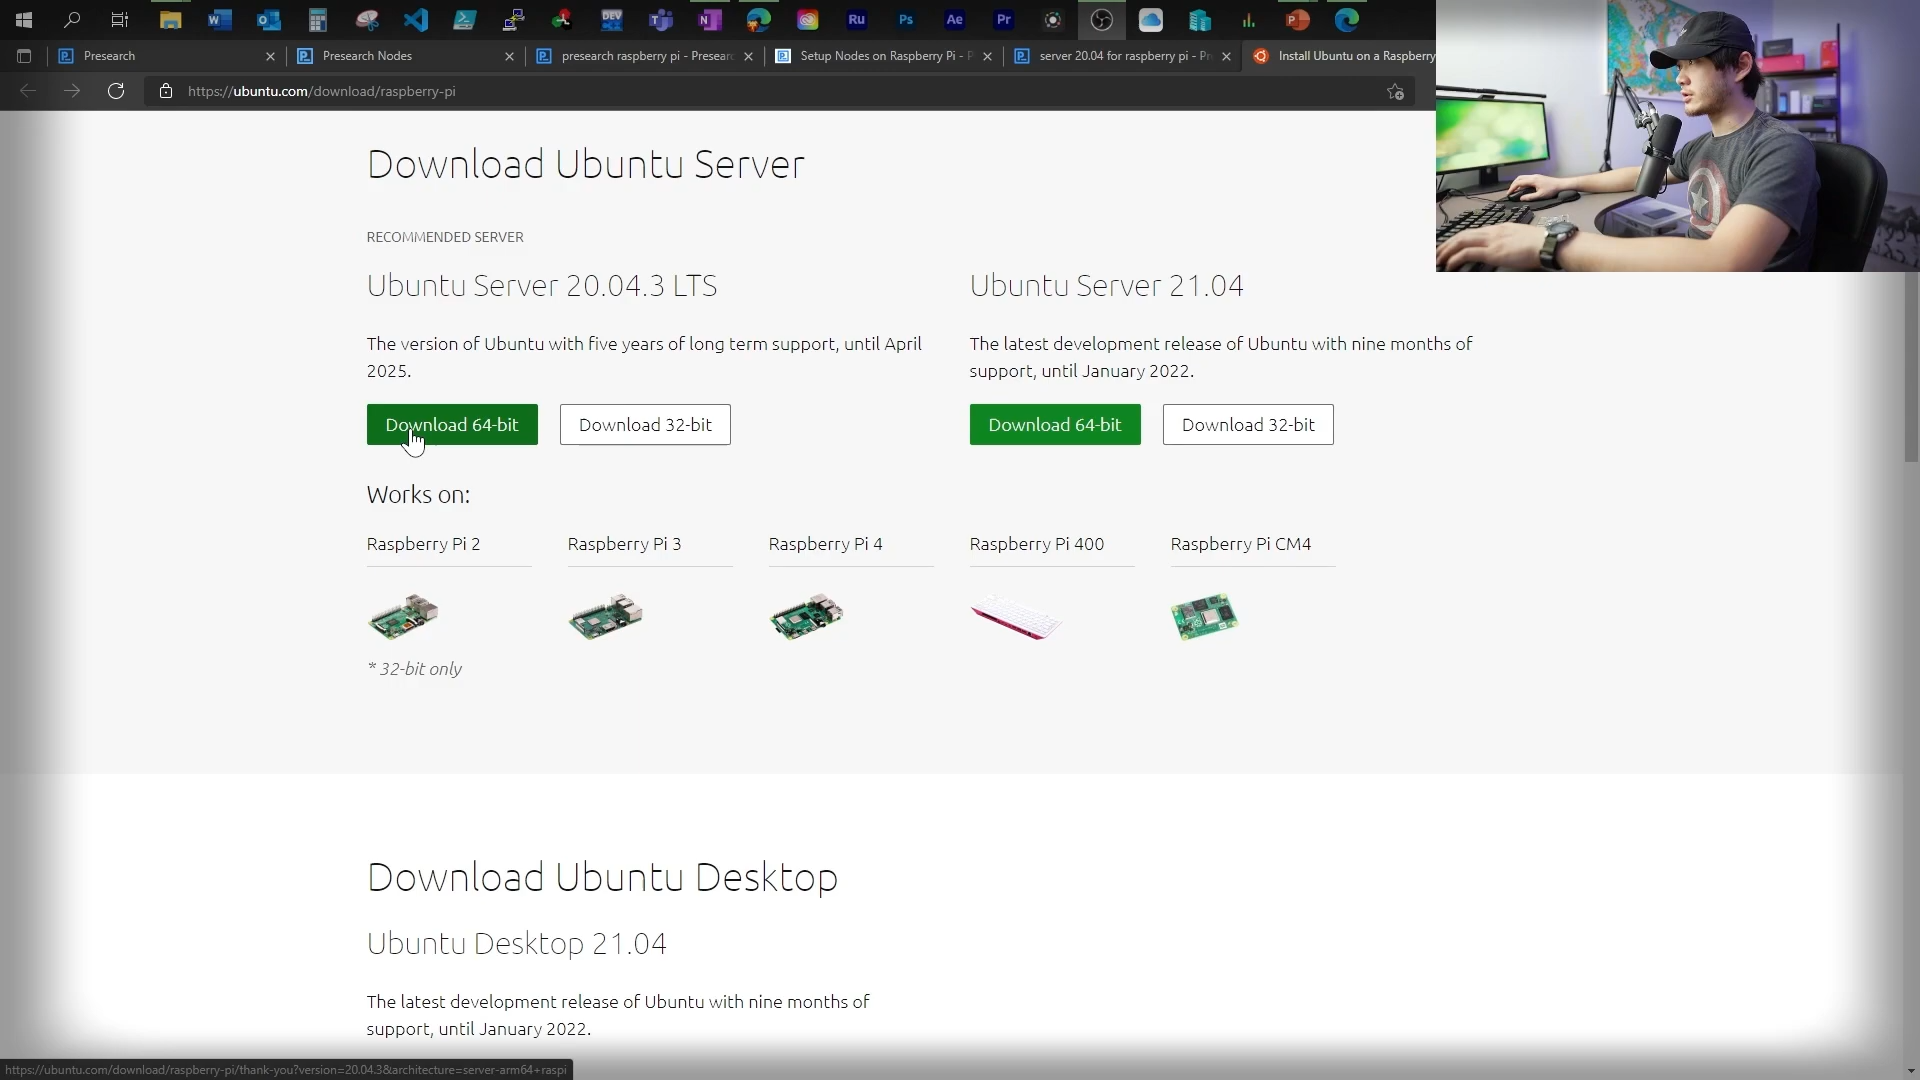 DEV
Ru
Ps
Ae
Pr
Presearch
Presearch Nodes
presearch raspberry pi - Presear
Setup Nodes on Raspberry Pi - P
server 20.04 for raspberry pi - Pr
Install Ubuntu on a Raspberry
https://ubuntu.com/download/raspberry-pi
Download Ubuntu Server
RECOMMENDED SERVER
Ubuntu Server 20.04.3 LTS
The version of Ubuntu with five years of long term support, until April
2025.
Download 64-bit
Download 32-bit
Ubuntu Server 21.04
The latest development release of Ubuntu with nine months of
support, until January 2022.
Download 64-bit
Download 32-bit
Works on:
Raspberry Pi 2
Raspberry Pi 3
Raspberry Pi 4
Raspberry Pi 400
Raspberry Pi CM4
* 32-bit only
Download Ubuntu Desktop
Ubuntu Desktop 21.04
The latest development release of Ubuntu with nine months of
support, until January 2022.
https://ubuntu.com/download/raspberry-pi/thank-you?version=20.04.3&architecture=server-arm64+raspi